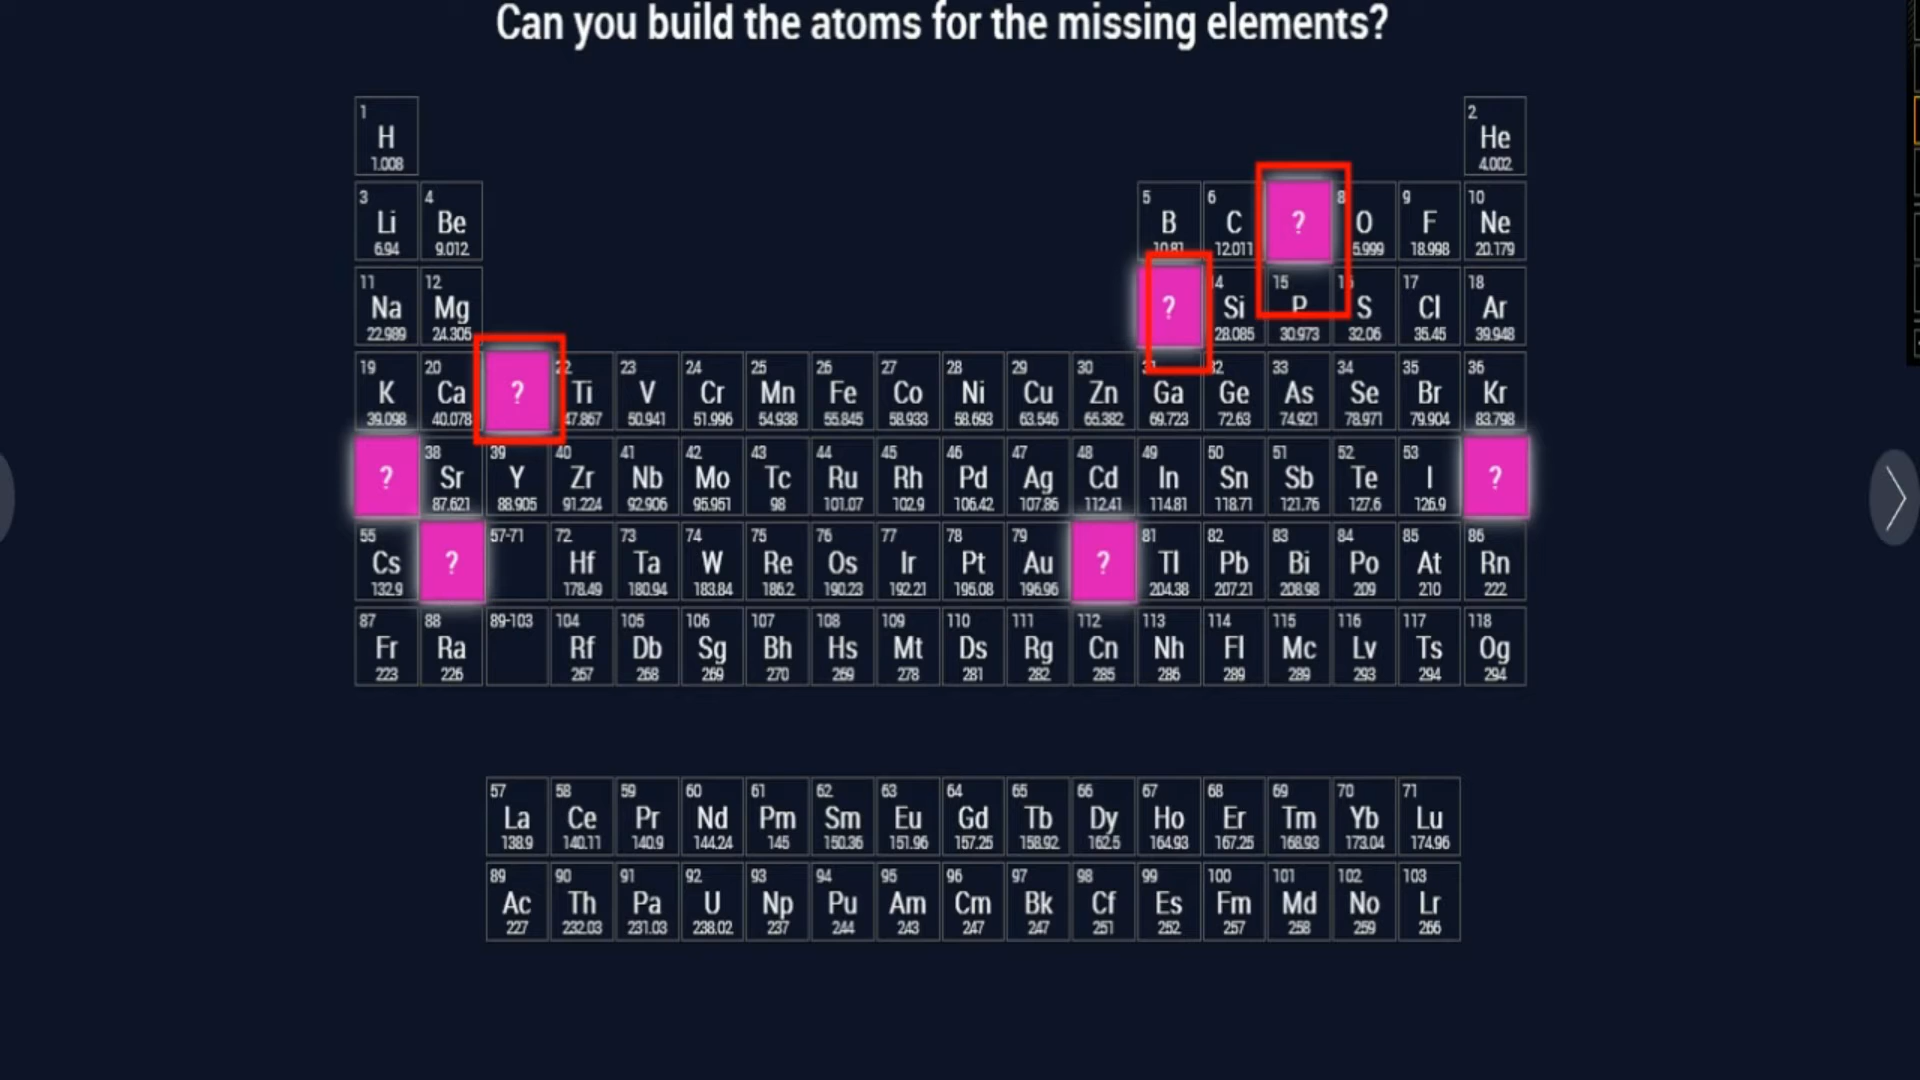 Can you build the atoms for the missing elements?
1 2
H He
1.008 4.002
3 4 5 6 8 9 10
Li Be B C ? O F Ne
6.94 9.012 10.81 12.011 5.999 18.998 20.179
11 12 14 15 16 17 18
Na Mg ? Si P S Cl Ar
22.989 24.305 28.085 30.973 32.06 35.45 39.948
19 20 22 23 24 25 26 27 28 29 30 31 32 33 34 35 36
K Ca ? Ti V Cr Mn Fe Co Ni Cu Zn Ga Ge As Se Br Kr
39.098 40.078 47.867 50.941 51.996 54.938 55.845 58.933 58.693 63.546 65.382 69.723 72.63 74.921 78.971 79.904 83.798
38 39 40 41 42 43 44 45 46 47 48 49 50 51 52 53
? Sr Y Zr Nb Mo Tc Ru Rh Pd Ag Cd In Sn Sb Te I ?
87.621 88.905 91.224 92.906 95.951 98 101.07 102.9 106.42 107.86 112.41 114.81 118.71 121.76 127.6 126.9
55 57-71 72 73 74 75 76 77 78 79 81 82 83 84 85 86
Cs ? Hf Ta W Re Os Ir Pt Au ? Tl Pb Bi Po At Rn
132.9 178.49 180.94 183.84 186.2 190.23 192.21 195.08 196.96 204.38 207.21 208.98 209 210 222
87 88 89-103 104 105 106 107 108 109 110 111 112 113 114 115 116 117 118
Fr Ra Rf Db Sg Bh Hs Mt Ds Rg Cn Nh Fl Mc Lv Ts Og
223 226 267 268 269 270 269 278 281 282 285 286 289 289 293 294 294
57 58 59 60 61 62 63 64 65 66 67 68 69 70 71
La Ce Pr Nd Pm Sm Eu Gd Tb Dy Ho Er Tm Yb Lu
138.9 140.11 140.9 144.24 145 150.36 151.96 157.25 158.92 162.5 164.93 167.25 168.93 173.04 174.96
89 90 91 92 93 94 95 96 97 98 99 100 101 102 103
Ac Th Pa U Np Pu Am Cm Bk Cf Es Fm Md No Lr
227 232.03 231.03 238.02 237 244 243 247 247 251 252 257 258 259 266